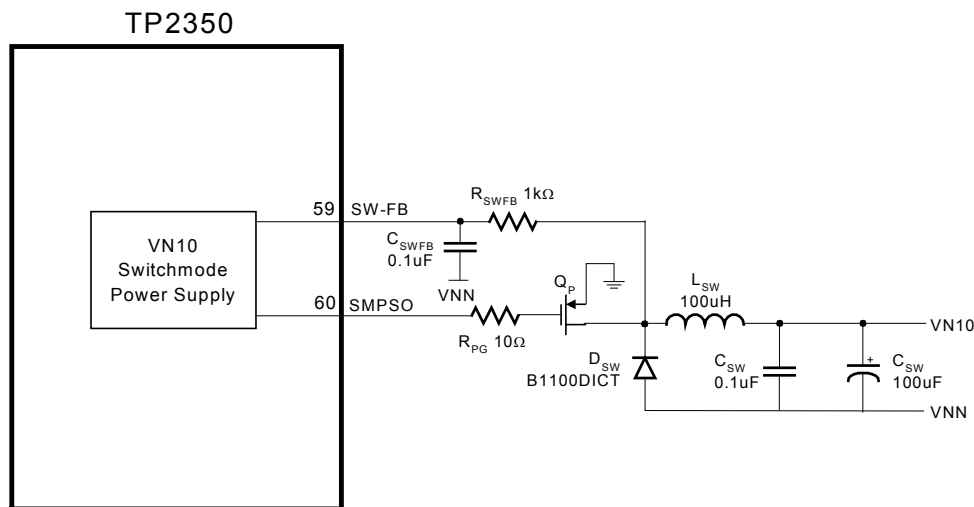 TP2350
59 SW-FB
R_SWFB 1kΩ
C_SWFB
0.1uF
VNN
VN10
Switchmode
Power Supply
60 SMPSO
R_PG 10Ω
Q_P
L_SW
100uH
VN10
D_SW
B1100DICT
C_SW
0.1uF
+
C_SW
100uF
VNN